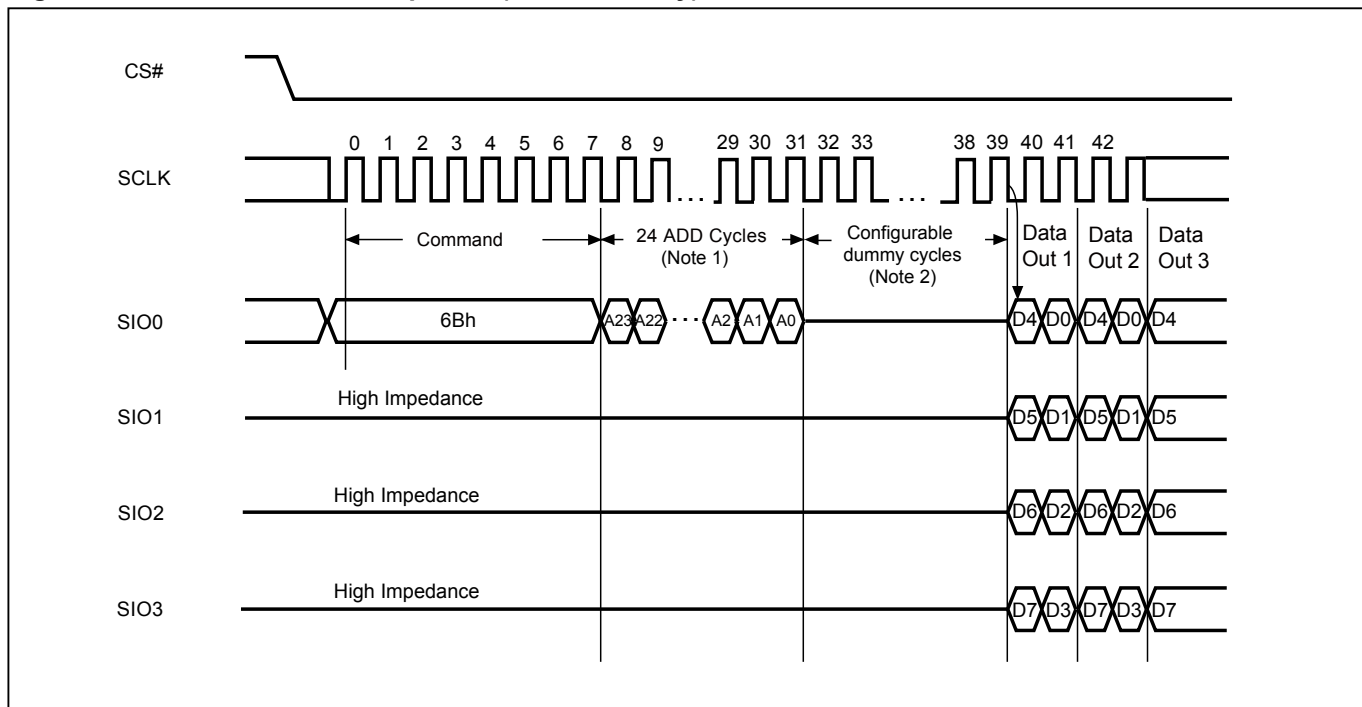 CS#
0 1 2 3 4 5 6 7 8 9 29 30 31 32 33 38 39 40 41 42
SCLK
...
...
Command
24 ADD Cycles
(Note 1)
Configurable
dummy cycles
(Note 2)
Data
Out 1
Data
Out 2
Data
Out 3
SIO0
6Bh
A23 A22 ... A2 A1 A0
D4 D0 D4 D0 D4
High Impedance
SIO1
D5 D1 D5 D1 D5
High Impedance
SIO2
D6 D2 D6 D2 D6
High Impedance
SIO3
D7 D3 D7 D3 D7